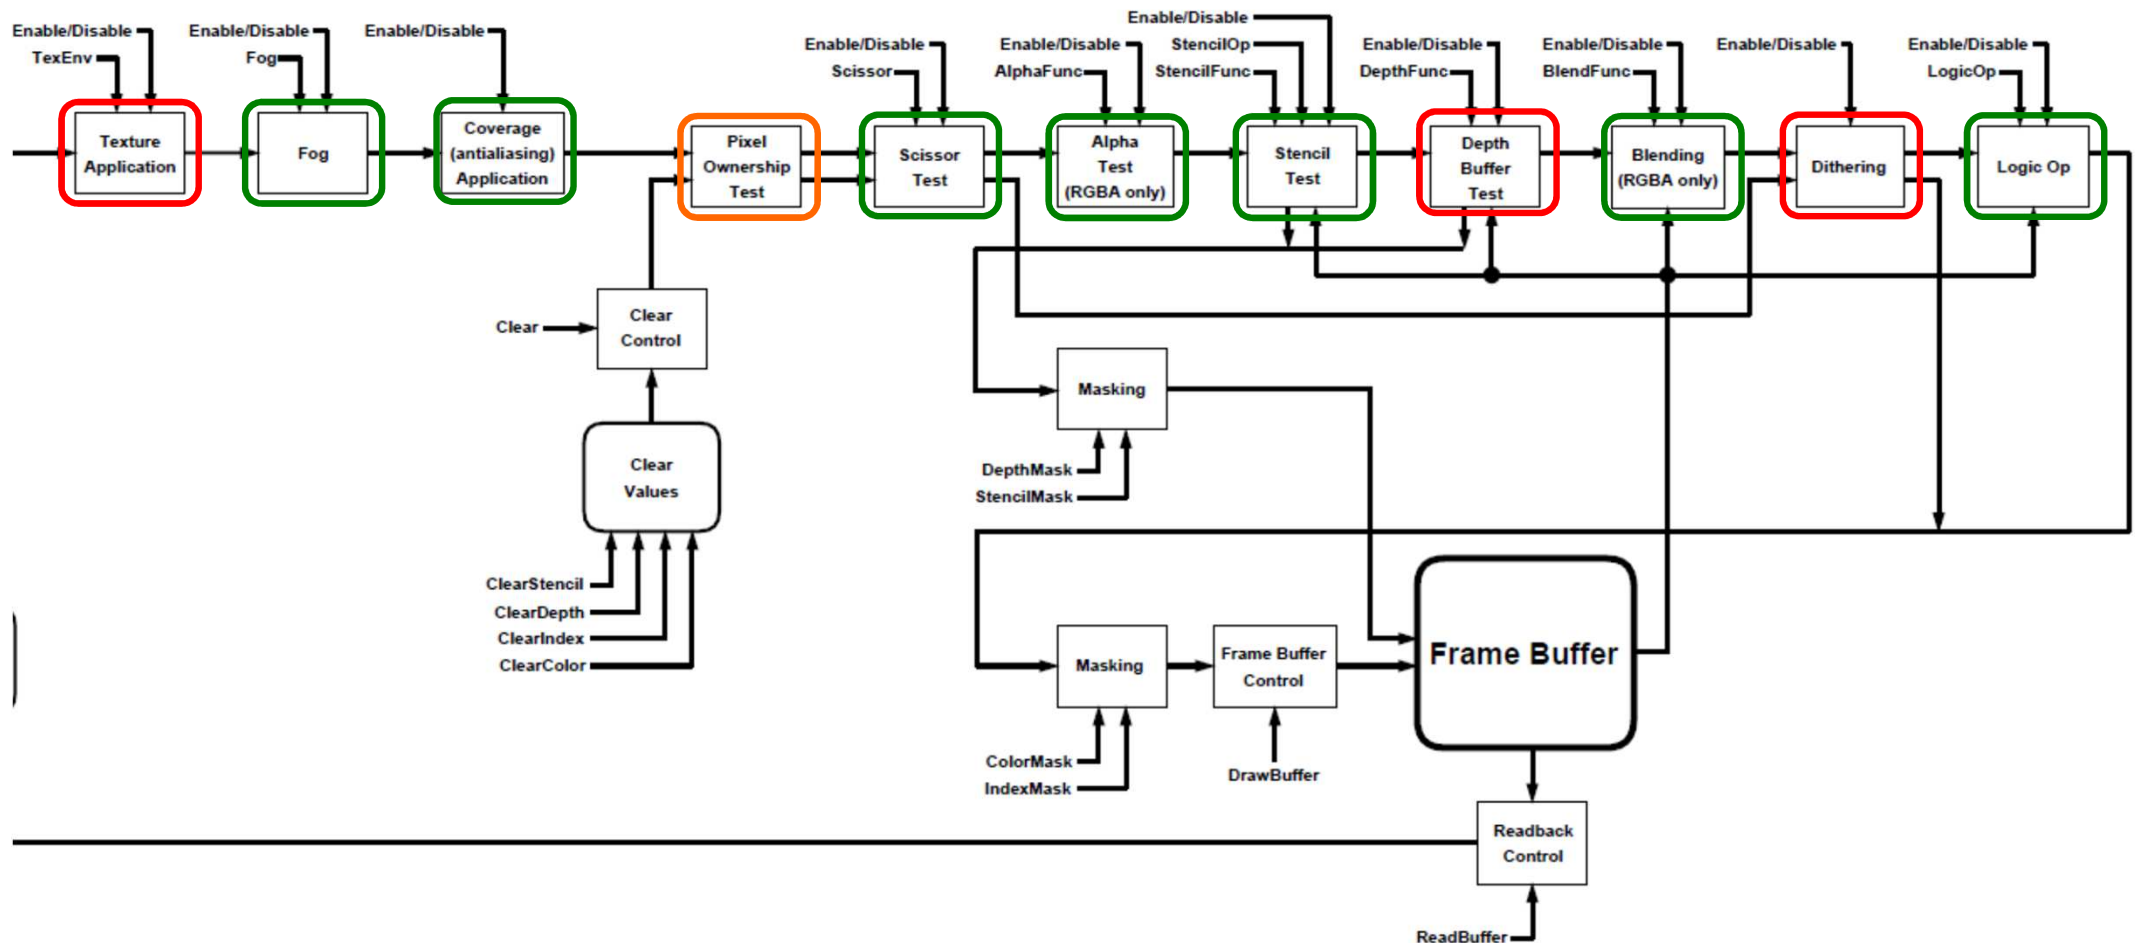 Enable/Disable
TexEnv
Enable/Disable
Fog
Enable/Disable
Enable/Disable
Scissor
Enable/Disable
AlphaFunc
Enable/Disable
StencilOp
StencilFunc
Enable/Disable
DepthFunc
Enable/Disable
BlendFunc
Enable/Disable
Enable/Disable
LogicOp
Texture
Application
Fog
Coverage
(antialiasing)
Application
Pixel
Ownership
Test
Scissor
Test
Alpha
Test
(RGBA only)
Stencil
Test
Depth
Buffer
Test
Blending
(RGBA only)
Dithering
Logic Op
Clear
Clear
Control
Masking
DepthMask
StencilMask
Clear
Values
ClearStencil
ClearDepth
ClearIndex
ClearColor
Masking
Frame Buffer
Control
Frame Buffer
ColorMask
IndexMask
DrawBuffer
Readback
Control
ReadBuffer